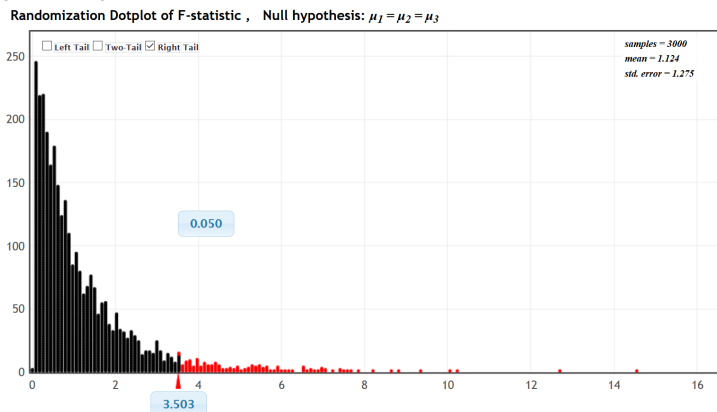 Randomization Dotplot of F-statistic , Null hypothesis: μ1 = μ2 = μ3
Left Tail Two-Tail Right Tail
samples = 3000
mean = 1.124
std. error = 1.275
250
200
150
0.050
100
50
0
0 2 4 6 8 10 12 14 16
3.503